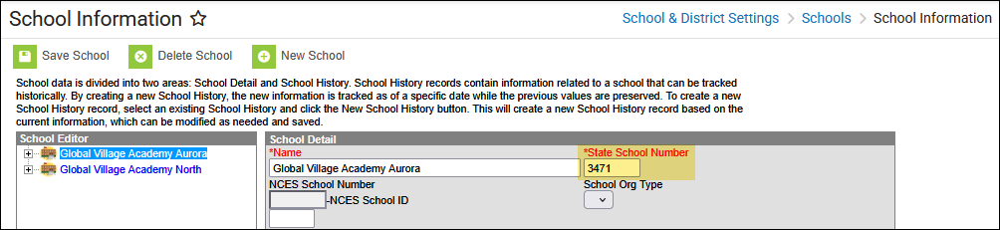 School Information
School & District Settings > Schools > School Information
Save School Delete School New School
School data is divided into two areas: School Detail and School History. School History records contain information related to a school that can be tracked
historically. By creating a new School History, the new information is tracked as of a specific date while the previous values are preserved. To create a new
School History record, select an existing School History and click the New School History button. This will create a new School History record based on the
current information, which can be modified as needed and saved.
School Editor
Global Village Academy Aurora
Global Village Academy North
School Detail
*Name *State School Number
Global Village Academy Aurora 3471
NCES School Number School Org Type
-NCES School ID